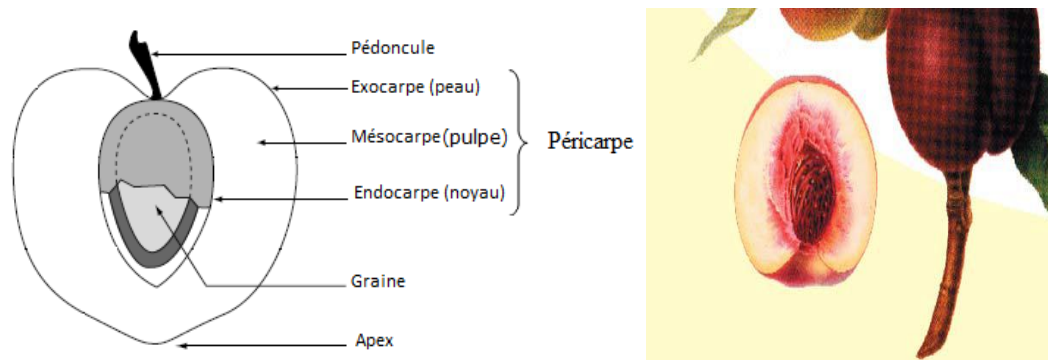 Pédoncule
Exocarpe (peau)
Mésocarpe (pulpe)
Péricarpe
Endocarpe (noyau)
Graine
Apex